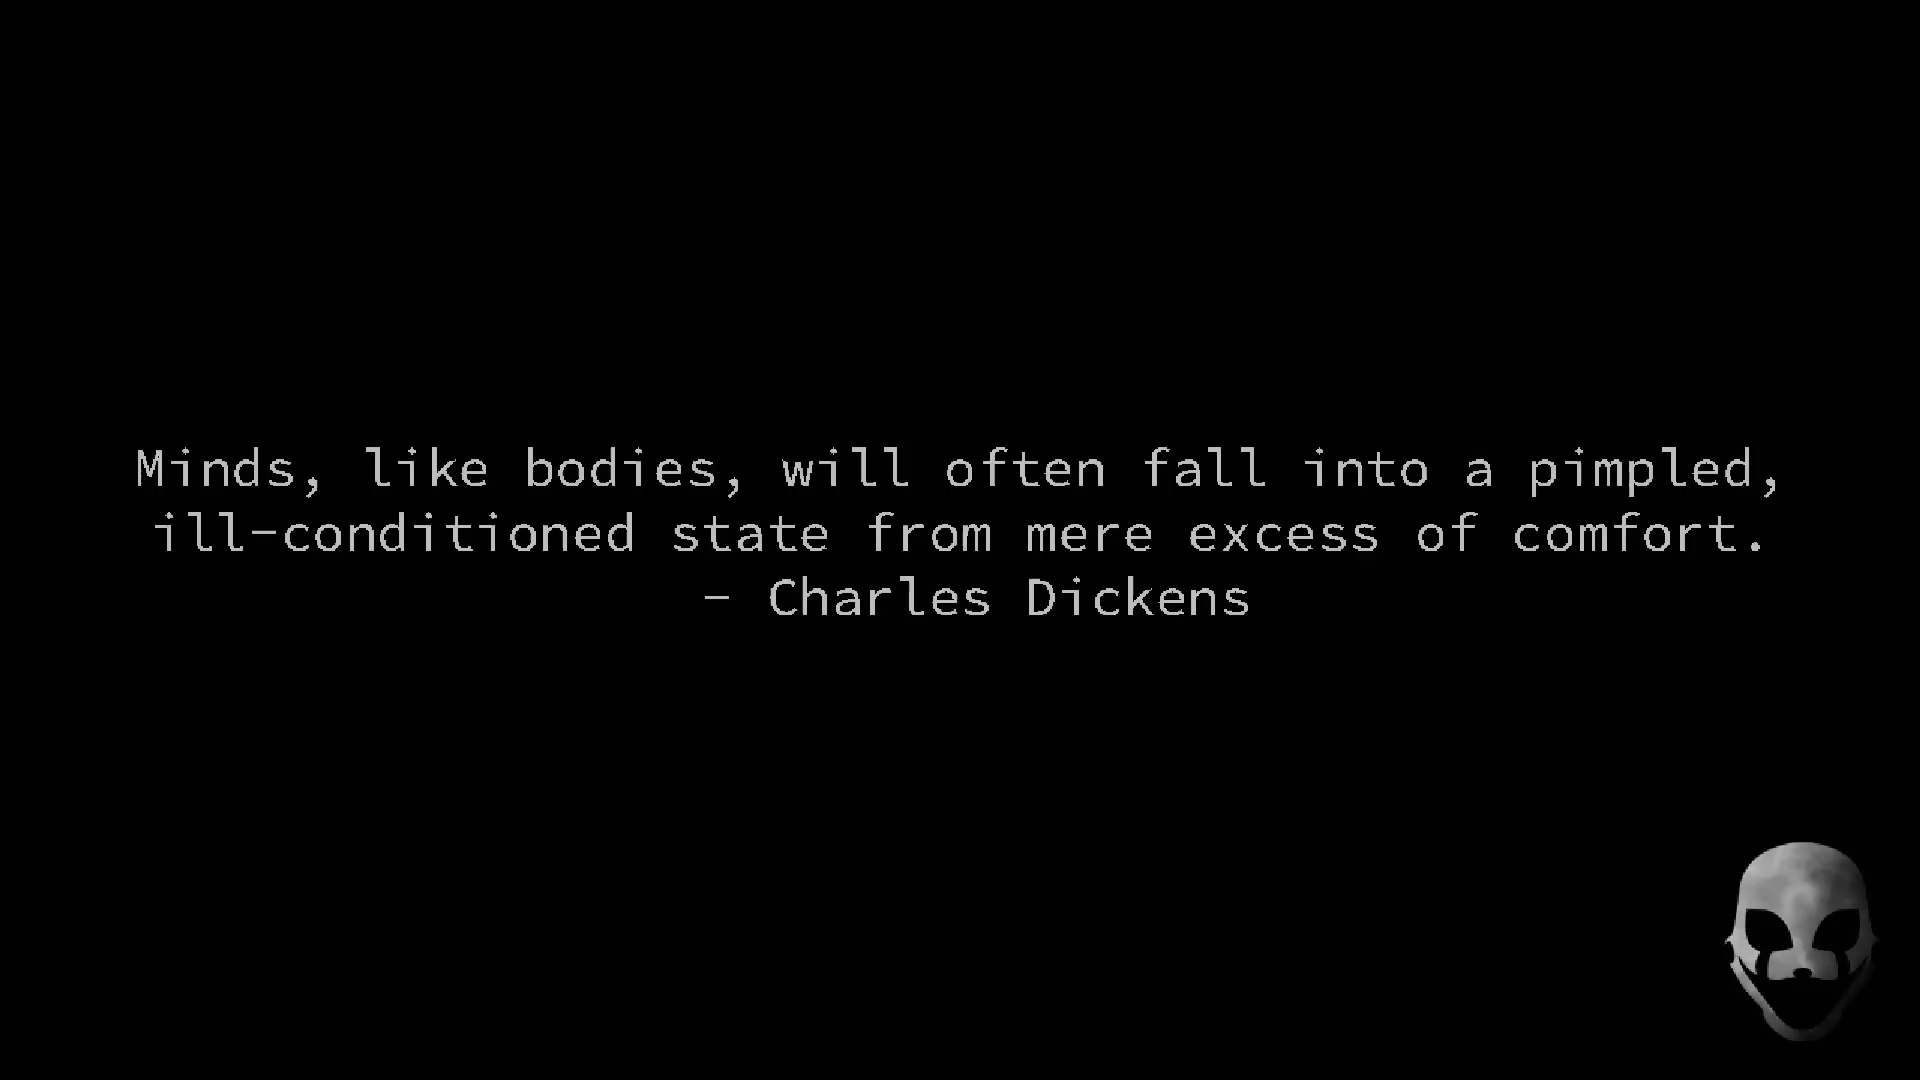 Minds, like bodies, will often fall into a pimpled,
ill-conditioned state from mere excess of comfort.
- Charles Dickens